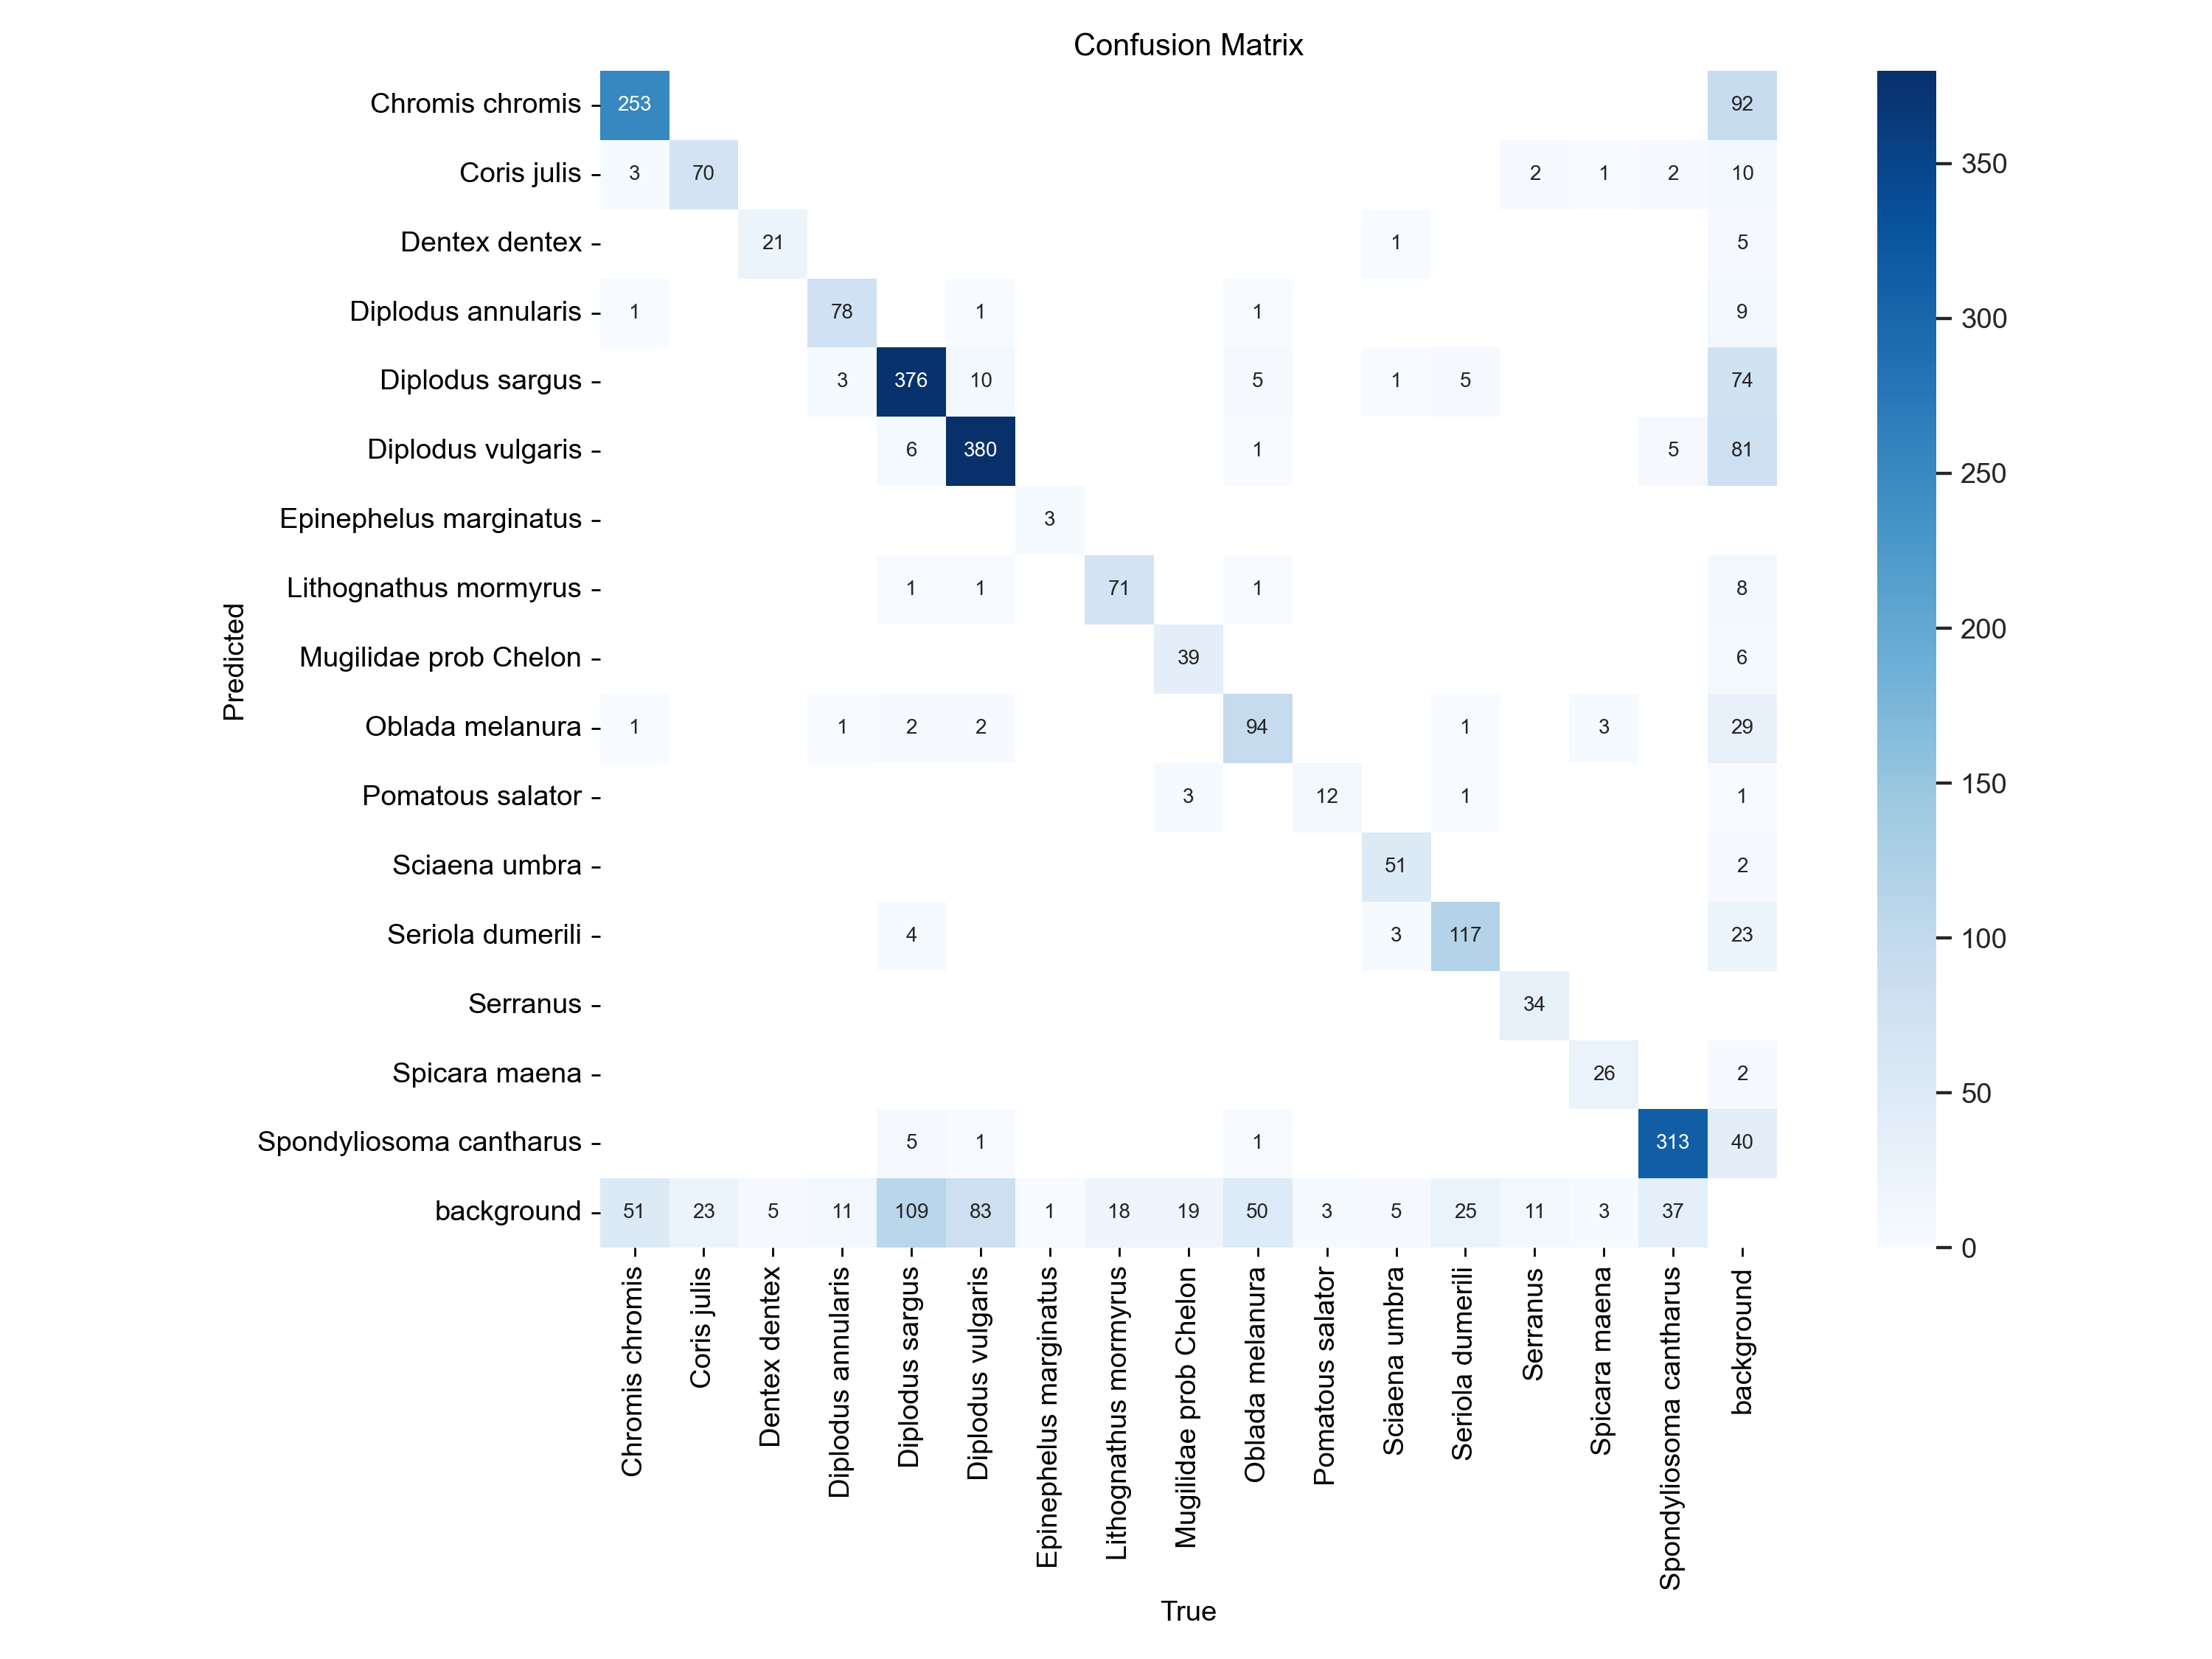 Confusion Matrix
Chromis chromis 253 92
Coris julis 3 70 2 1 2 10
Dentex dentex 21 1 5
Diplodus annularis 1 78 1 1 9
Diplodus sargus 3 376 10 5 1 5 74
Diplodus vulgaris 6 380 1 5 81
Epinephelus marginatus 3
Lithognathus mormyrus 1 1 71 1 8
Mugilidae prob Chelon 39 6
Oblada melanura 1 1 2 2 94 1 3 29
Pomatous salator 3 12 1 1
Sciaena umbra 51 2
Seriola dumerili 4 3 117 23
Serranus 34
Spicara maena 26 2
Spondyliosoma cantharus 5 1 1 313 40
background 51 23 5 11 109 83 1 18 19 50 3 5 25 11 3 37
Predicted
Chromis chromis
Coris julis
Dentex dentex
Diplodus annularis
Diplodus sargus
Diplodus vulgaris
Epinephelus marginatus
Lithognathus mormyrus
Mugilidae prob Chelon
Oblada melanura
Pomatous salator
Sciaena umbra
Seriola dumerili
Serranus
Spicara maena
Spondyliosoma cantharus
background
True
350
300
250
200
150
100
50
0